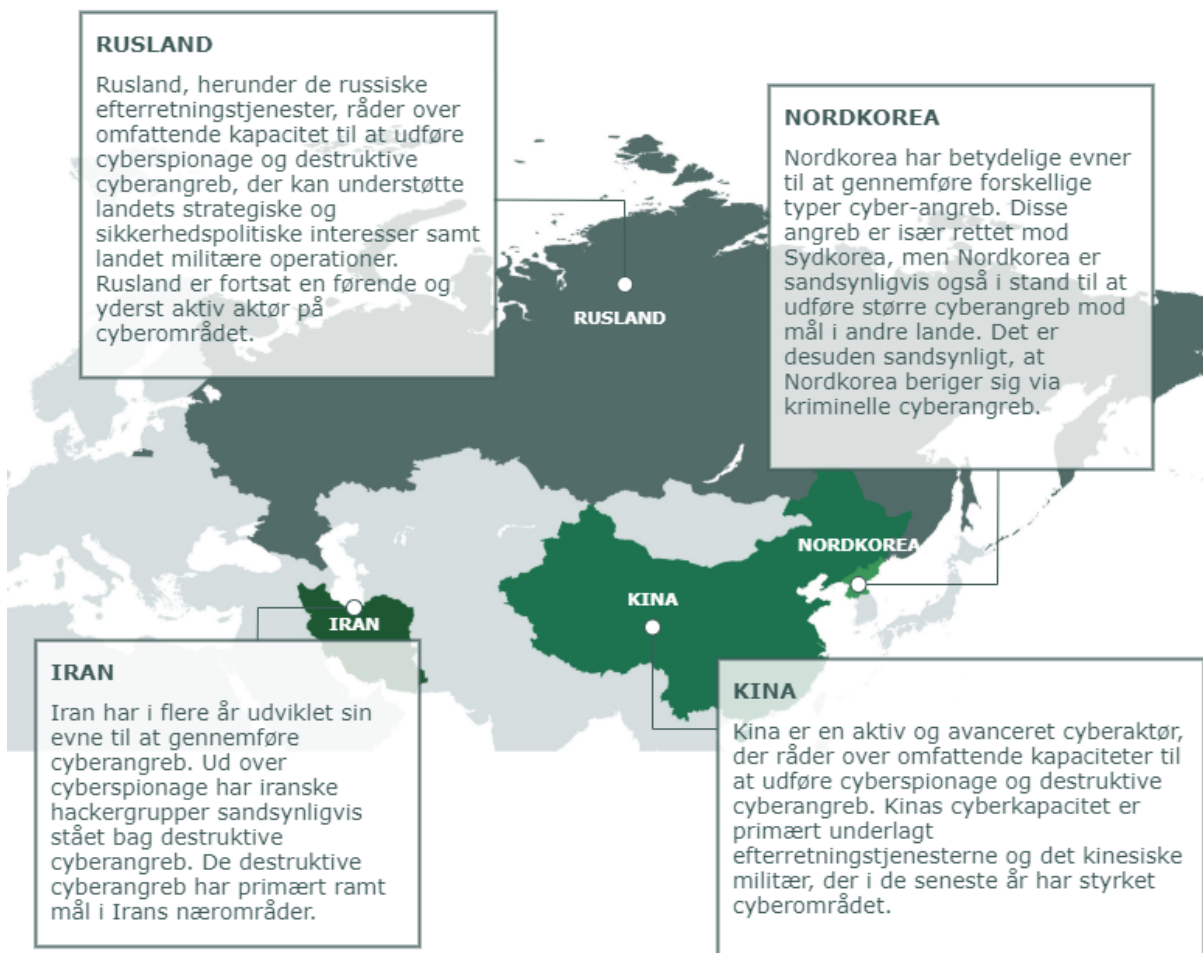 RUSLAND
Rusland, herunder de russiske
efterretningstjenester, råder over
omfattende kapacitet til at udføre
cyberspionage og destruktive
cyberangreb, der kan understøtte
landets strategiske og
sikkerhedspolitiske interesser samt
landet militære operationer.
Rusland er fortsat en førende og
yderst aktiv aktør på
cyberområdet.
NORDKOREA
Nordkorea har betydelige evner
til at gennemføre forskellige
typer cyber-angreb. Disse
angreb er især rettet mod
Sydkorea, men Nordkorea er
sandsynligvis også i stand til at
udføre større cyberangreb mod
mål i andre lande. Det er
desuden sandsynligt, at
Nordkorea beriger sig via
kriminelle cyberangreb.
RUSLAND
NORDKOREA
KINA
IRAN
IRAN
Iran har i flere år udviklet sin
evne til at gennemføre
cyberangreb. Ud over
cyberspionage har iranske
hackergrupper sandsynligvis
stået bag destruktive
cyberangreb. De destruktive
cyberangreb har primært ramt
mål i Irans nærområder.
KINA
Kina er en aktiv og avanceret cyberaktør,
der råder over omfattende kapaciteter til
at udføre cyberspionage og destruktive
cyberangreb. Kinas cyberkapacitet er
primært underlagt
efterretningstjenesterne og det kinesiske
militær, der i de seneste år har styrket
cyberområdet.